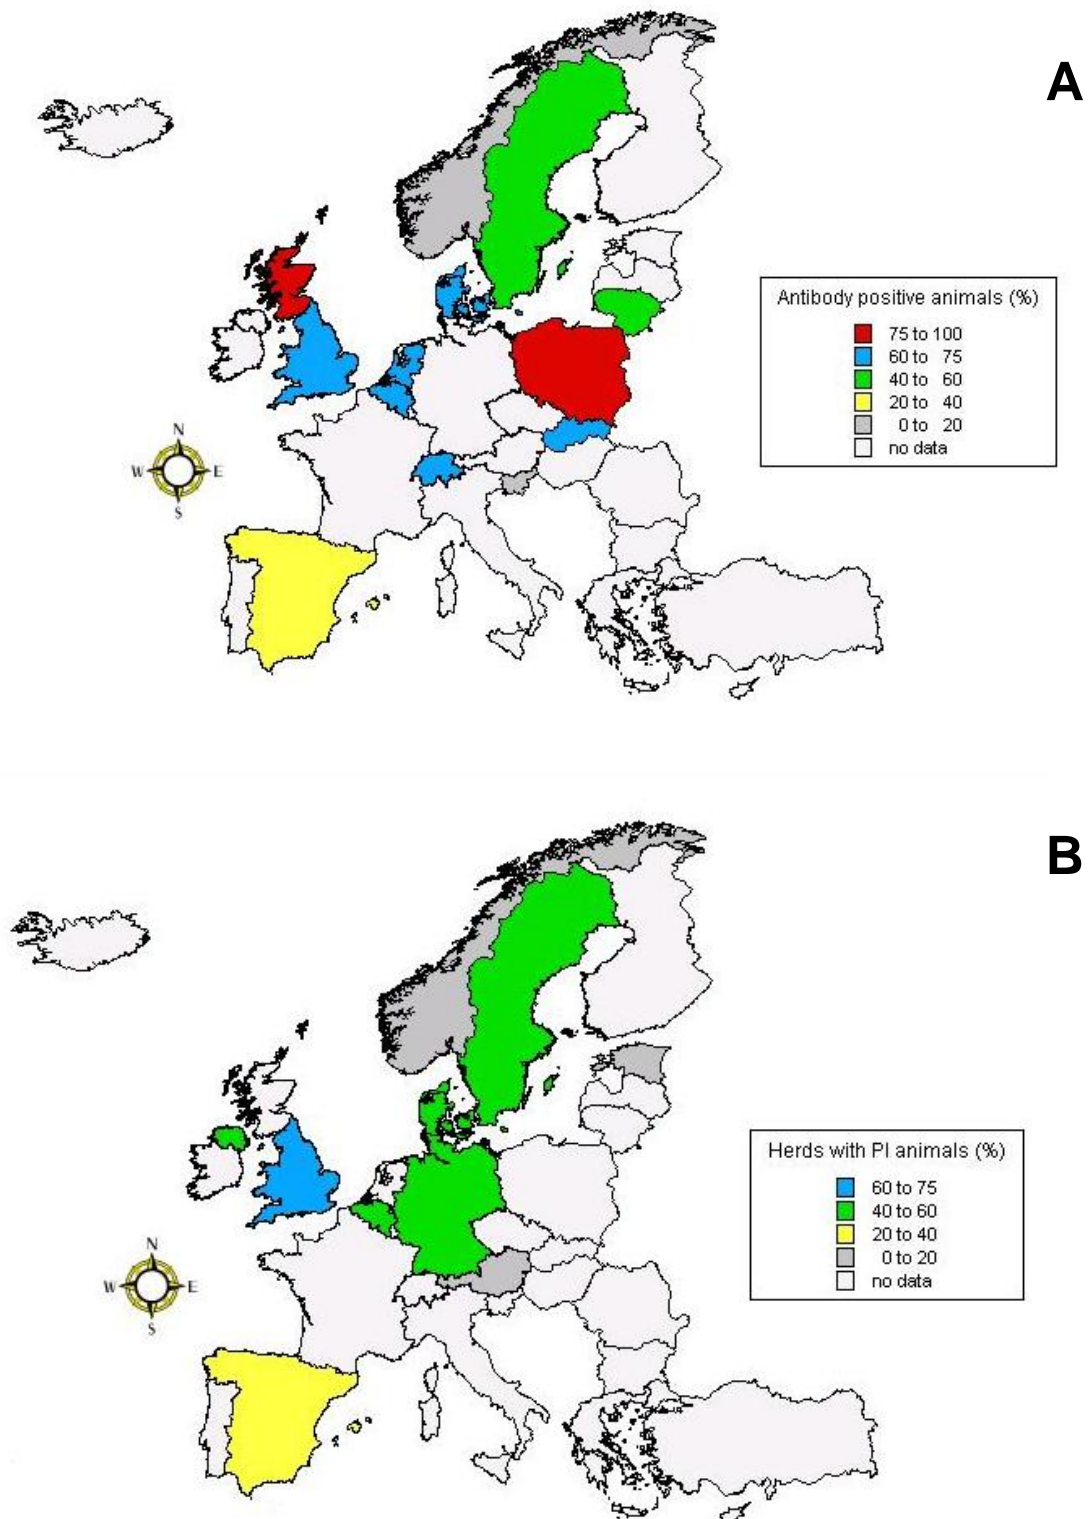 A
Antibody positive animals (%)
75 to 100
60 to 75
40 to 60
20 to 40
0 to 20
no data
N
W E
S
B
Herds with PI animals (%)
60 to 75
40 to 60
20 to 40
0 to 20
no data
N
W E
S